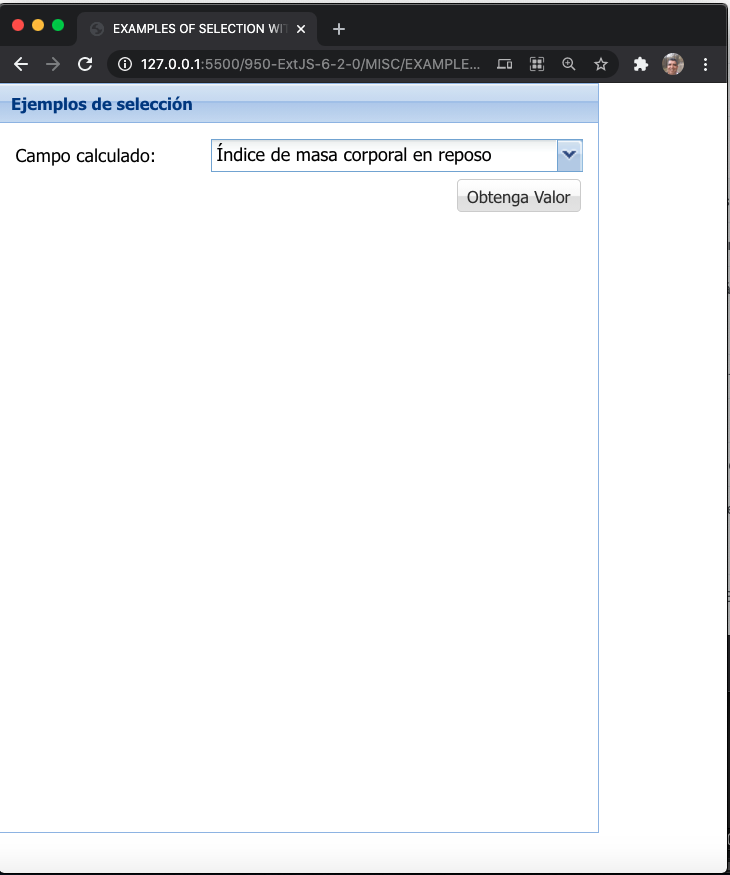 EXAMPLES OF SELECTION WIT
127.0.0.1:5500/950-ExtJS-6-2-0/MISC/EXAMPLE...
Ejemplos de selección
Campo calculado: Índice de masa corporal en reposo
Obtenga Valor